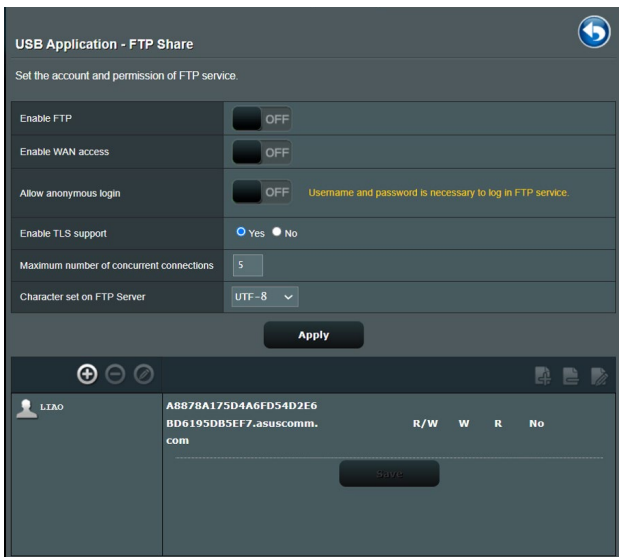 USB Application - FTP Share
Set the account and permission of FTP service.
Enable FTP
OFF
Enable WAN access
OFF
Allow anonymous login
OFF
Username and password is necessary to log in FTP service.
Enable TLS support
Yes No
Maximum number of concurrent connections
5
Character set on FTP Server
UTF-8
Apply
LIAO
A8878A175D4A6FD54D2E6
BD6195DB5EF7.asuscomm.
com
R/W W R No
Save